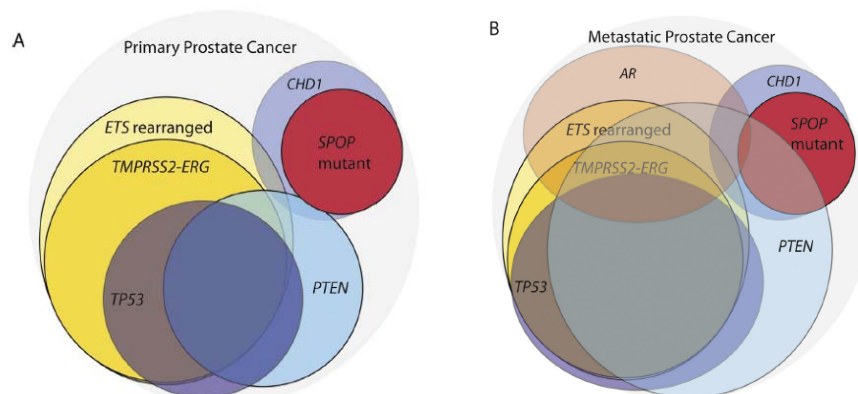 A
Primary Prostate Cancer
CHD1
SPOP
mutant
ETS rearranged
TMPRSS2-ERG
TP53
PTEN
B
Metastatic Prostate Cancer
AR
CHD1
SPOP
mutant
ETS rearranged
TMPRSS2-ERG
PTEN
TP53